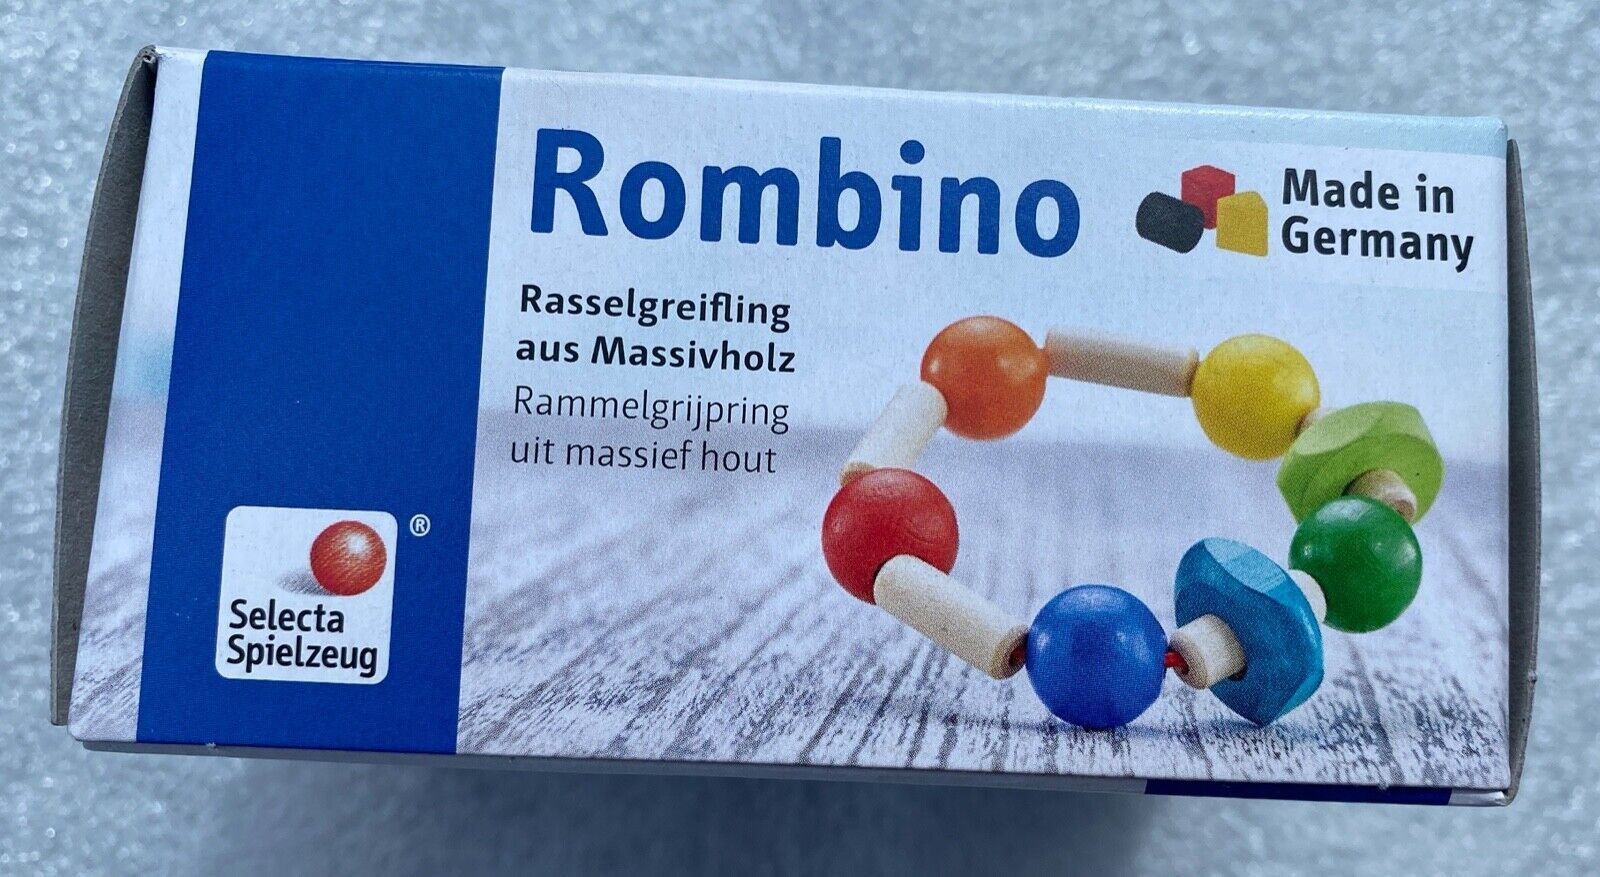 Rombino
Made in
Germany
Rasselgreifling
aus Massivholz
Rammelgrijpring
uit massief hout
®
Selecta
Spielzeug